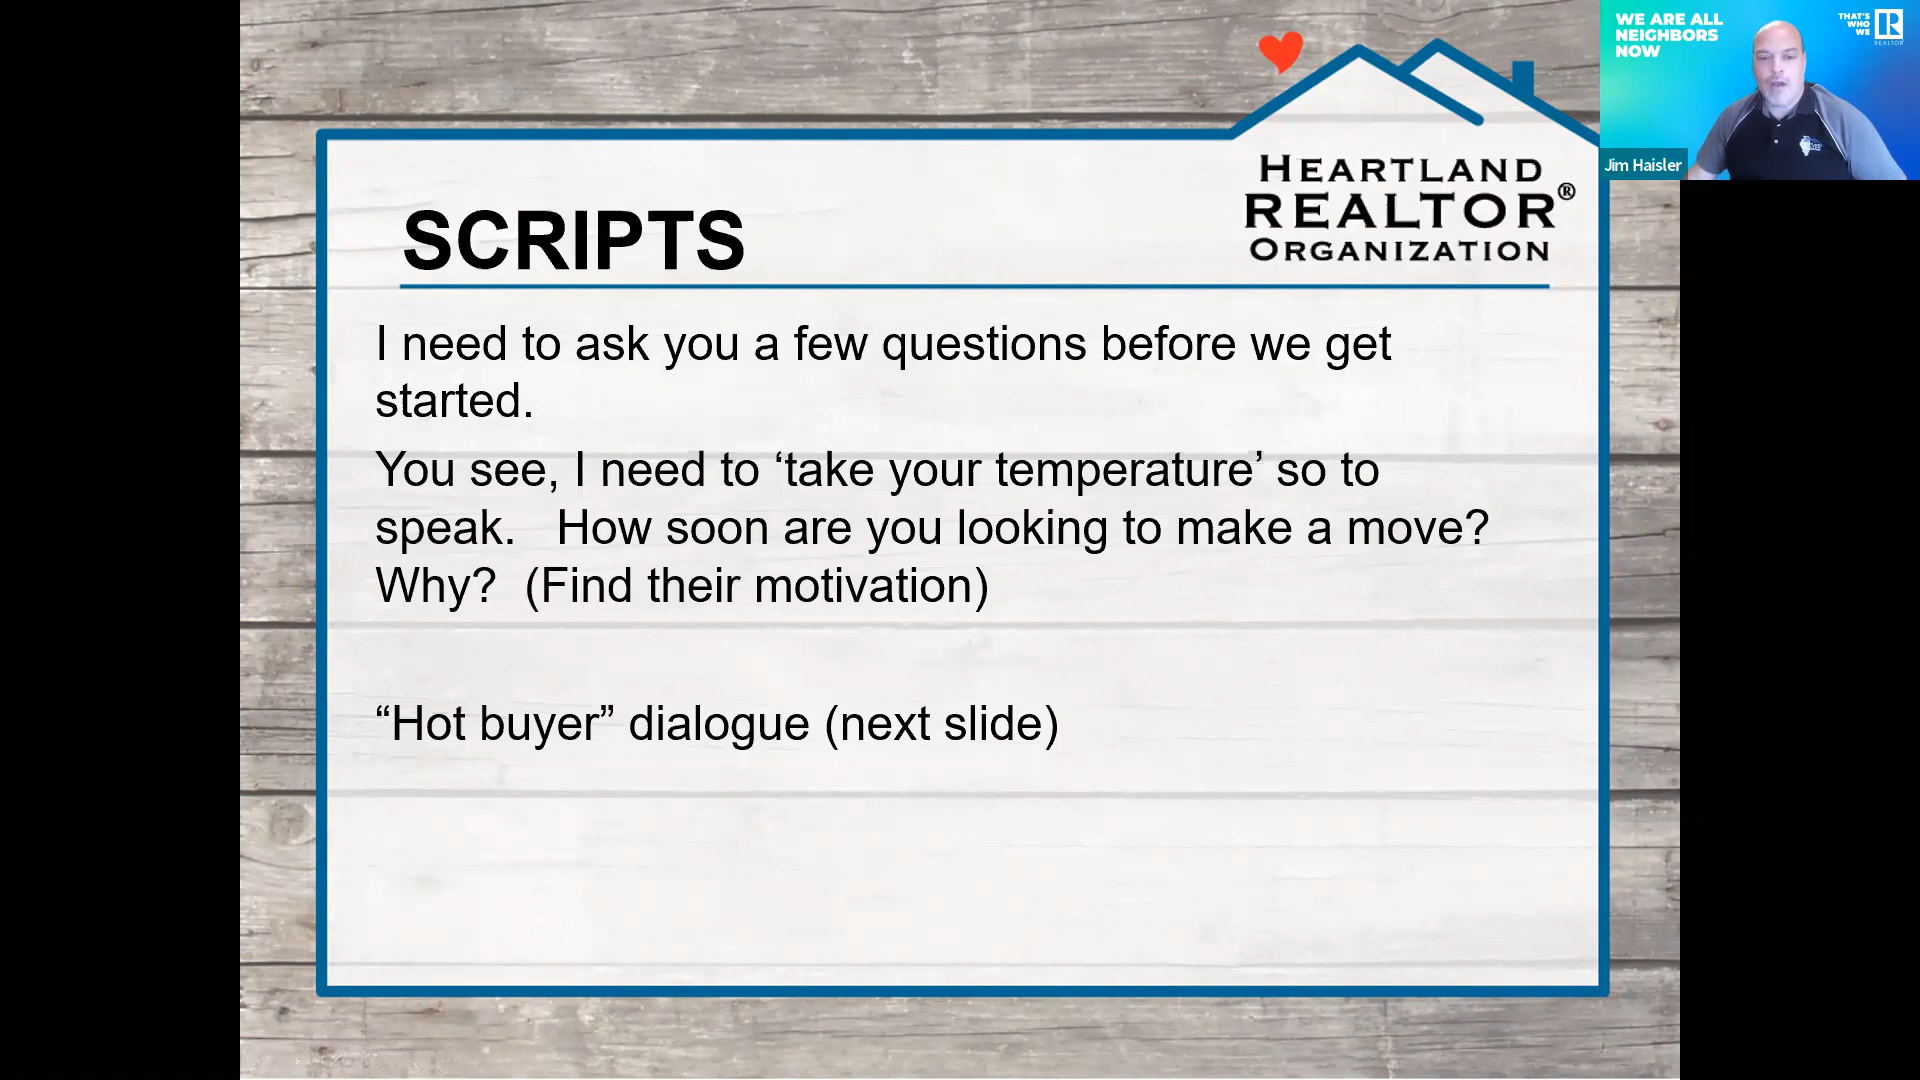 WE ARE ALL
NEIGHBORS
NOW
THAT'S
WHO
WE
R
REALTOR
Jim Haisler
HEARTLAND
REALTOR®
ORGANIZATION
SCRIPTS
I need to ask you a few questions before we get
started.
You see, I need to ‘take your temperature’ so to
speak.   How soon are you looking to make a move?
Why?  (Find their motivation)
“Hot buyer” dialogue (next slide)